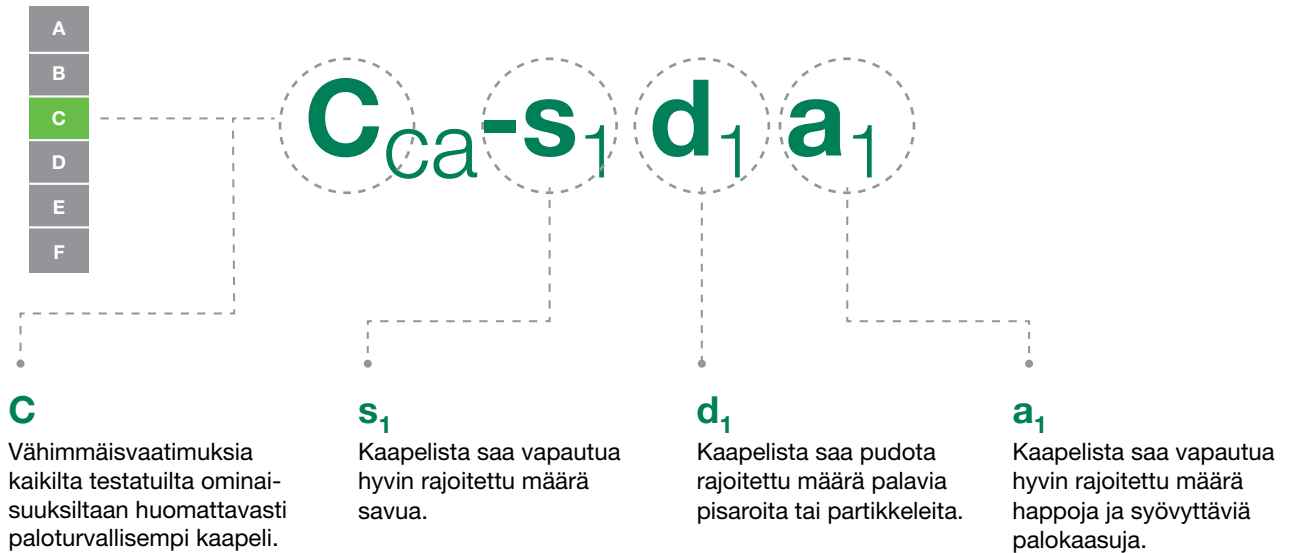 A
B
C
D
E
F
Cca-s1 d1 a1
C
Vähimmäisvaatimuksia
kaikilta testatuilta ominai-
suuksiltaan huomattavasti
paloturvallisempi kaapeli.
s1
Kaapelista saa vapautua
hyvin rajoitettu määrä
savua.
d1
Kaapelista saa pudota
rajoitettu määrä palavia
pisaroita tai partikkeleita.
a1
Kaapelista saa vapautua
hyvin rajoitettu määrä
happoja ja syövyttäviä
palokaasuja.